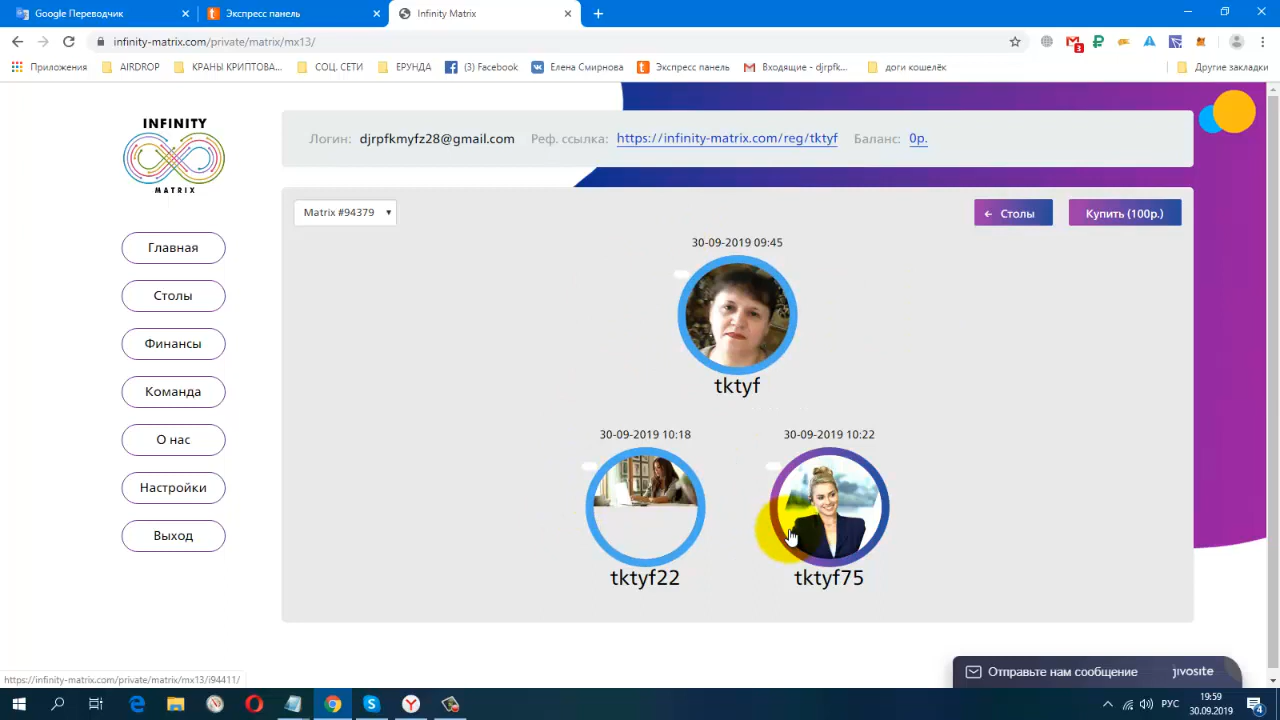 Google Переводчик
Экспресс панель
Infinity Matrix
infinity-matrix.com/private/matrix/mx13/
3
Приложения
AIRDROP
КРАНЫ КРИПТОВА...
СОЦ. СЕТИ
ЕРУНДА
(3) Facebook
Елена Смирнова
Экспресс панель
Входящие - djrpfk...
доги кошелёк
Другие закладки
INFINITY
MATRIX
Логин: djrpfkmyfz28@gmail.com Реф. ссылка: https://infinity-matrix.com/reg/tktyf Баланс: 0р.
Matrix #94379
← Столы
Купить (100р.)
Главная
Столы
Финансы
Команда
О нас
Настройки
Выход
30-09-2019 09:45
tktyf
30-09-2019 10:18
30-09-2019 10:22
tktyf22
tktyf75
https://infinity-matrix.com/private/matrix/mx13/i94411/
Отправьте нам сообщение
jivosite
РУС
19:59
30.09.2019
4